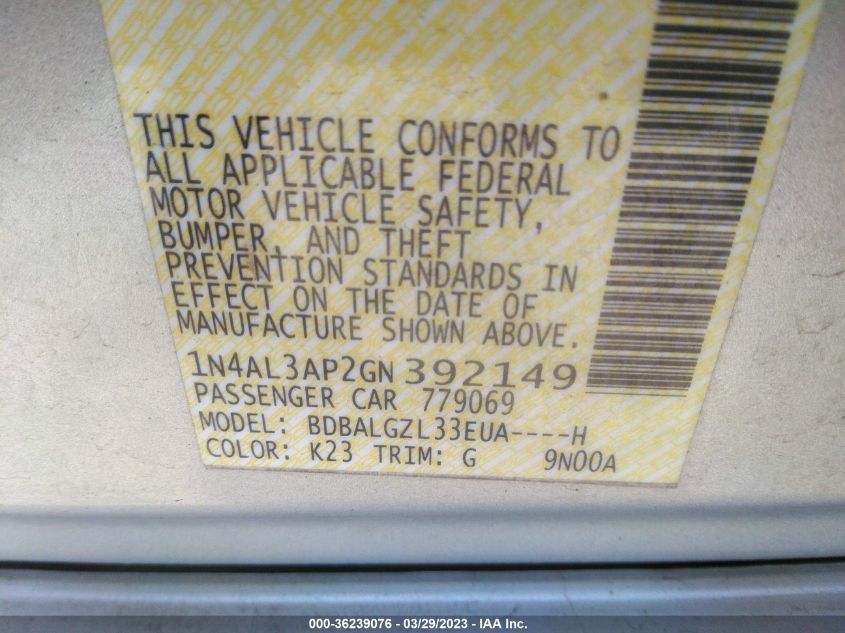 THIS VEHICLE CONFORMS TO
ALL APPLICABLE FEDERAL
MOTOR VEHICLE SAFETY,
BUMPER, AND THEFT
PREVENTION STANDARDS IN
EFFECT ON THE DATE OF
MANUFACTURE SHOWN ABOVE.
1N4AL3AP2GN392149
PASSENGER CAR 779069
MODEL: BDBALGZL33EUA----H
COLOR: K23 TRIM: G 9N00A
000-36239076 - 03/29/2023 - IAA Inc.